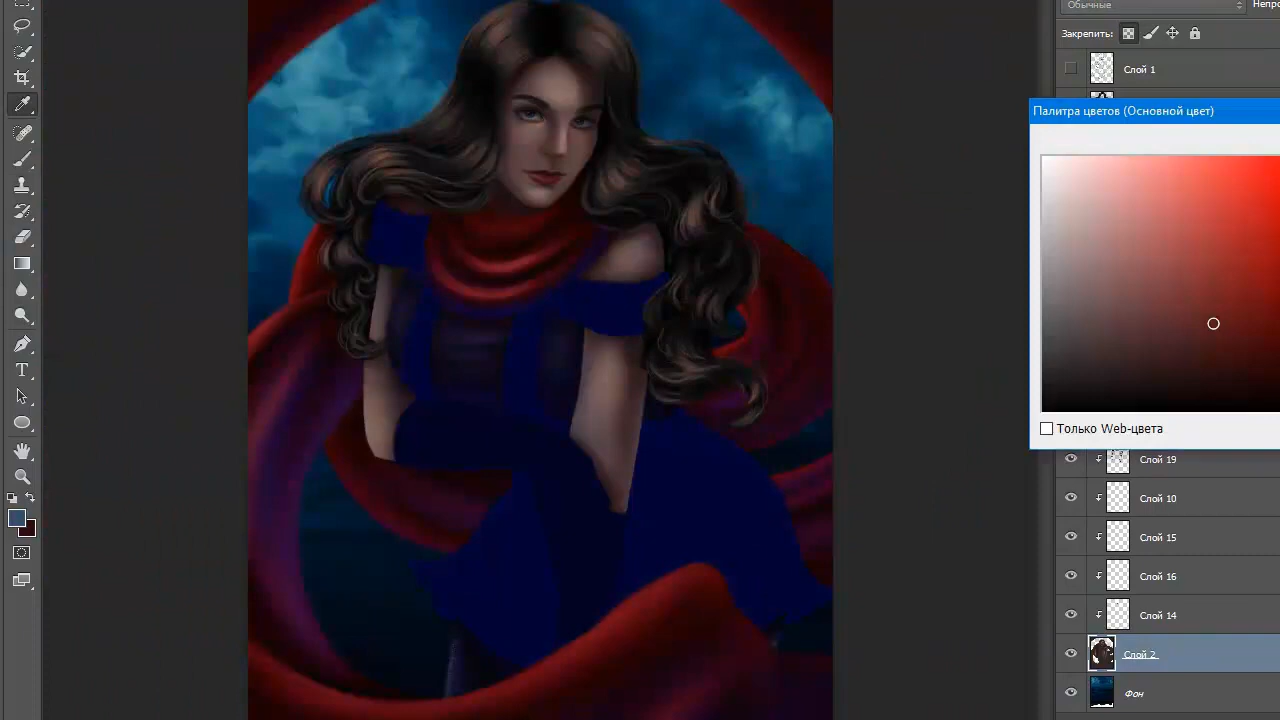 Обычные
Непро
Закрепить:
Слой 1
Палитра цветов (Основной цвет)
Только Web-цвета
Слой 19
Слой 10
Слой 15
Слой 16
Слой 14
Слой 2
Фон